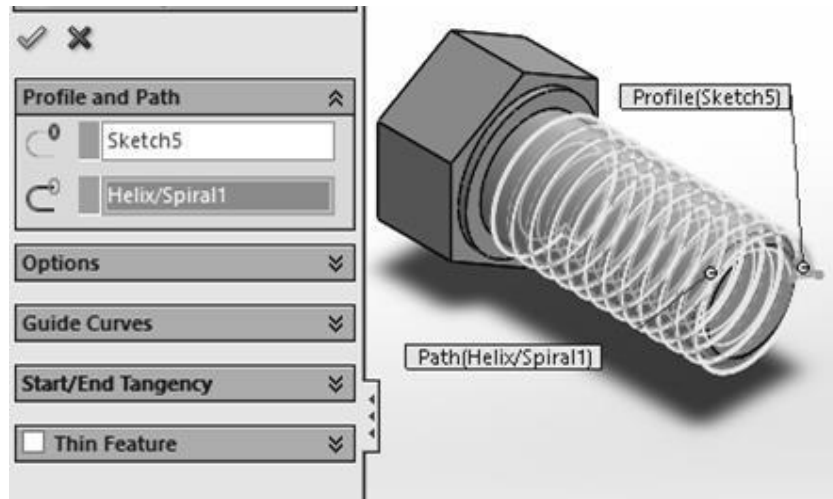 Profile and Path
Sketch5
Helix/Spiral1
Options
Guide Curves
Start/End Tangency
Thin Feature
Profile(Sketch5)
Path(Helix/Spiral1)